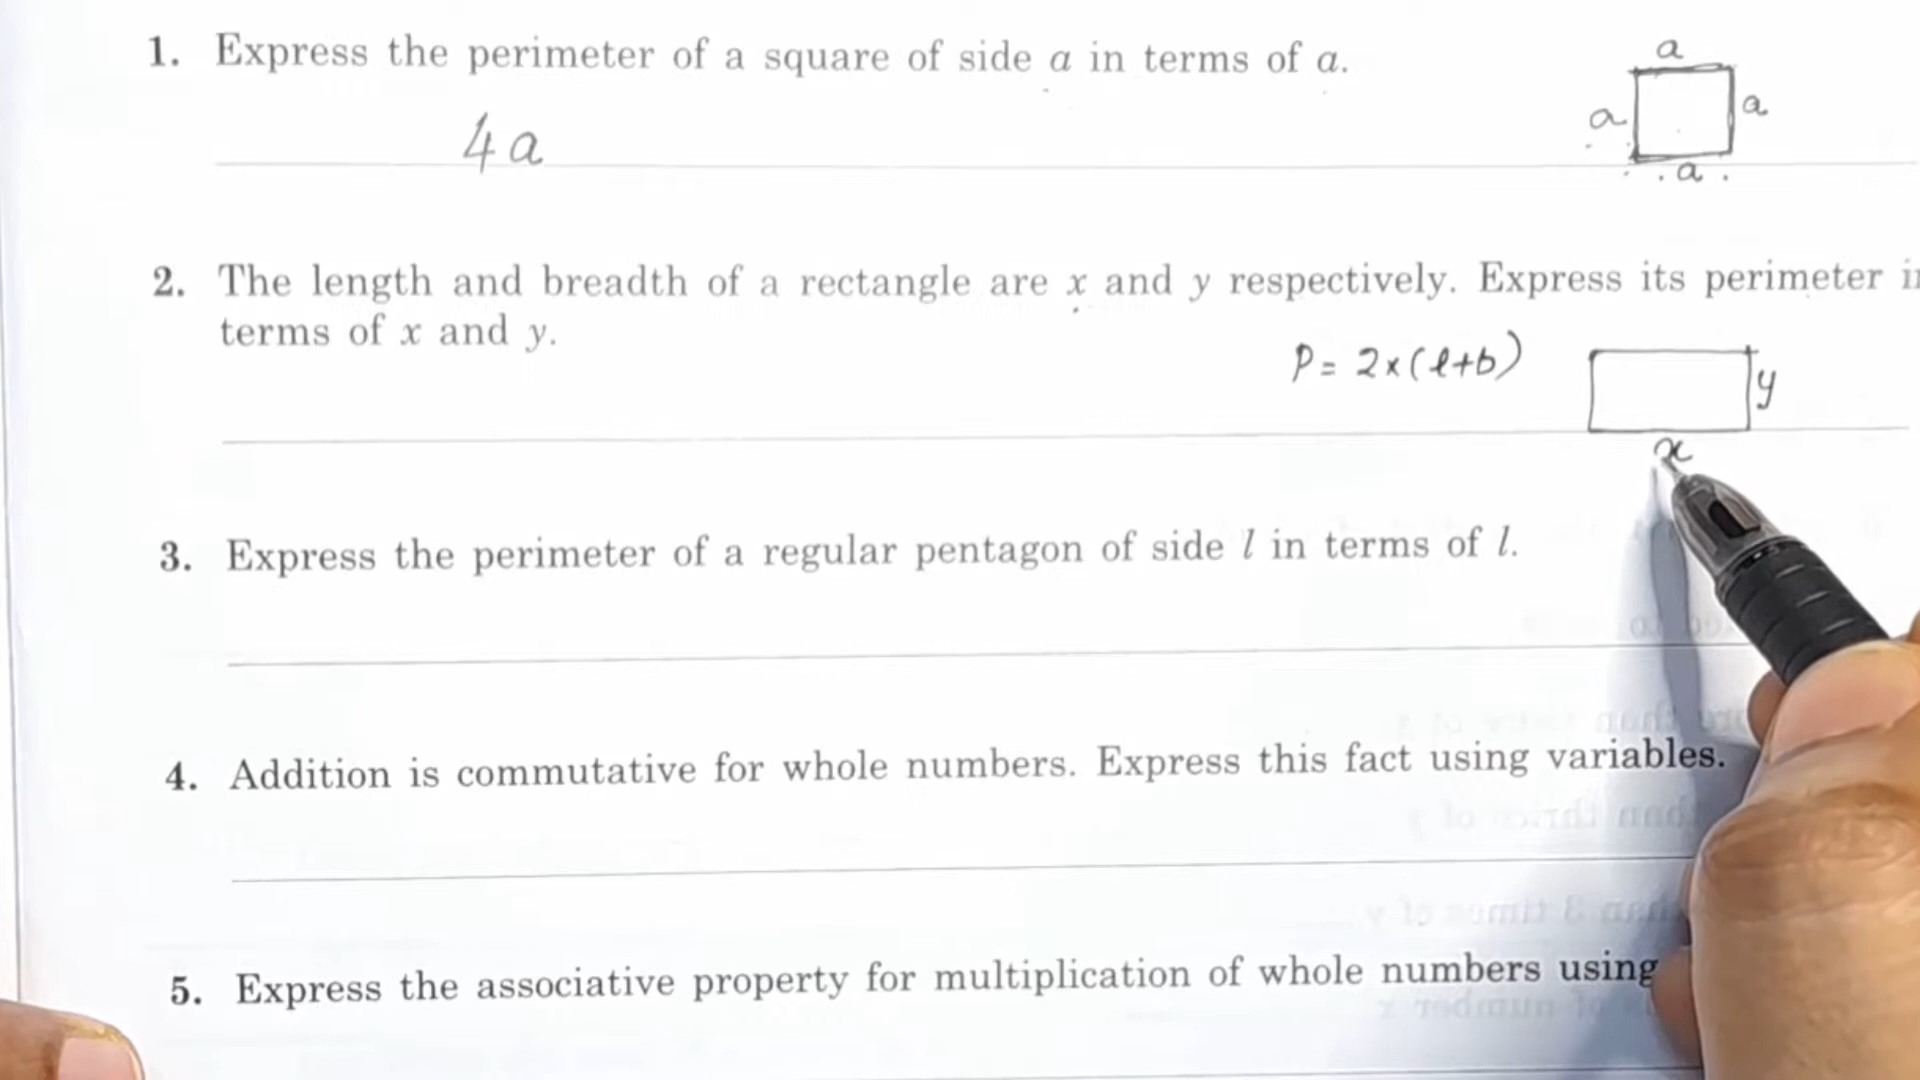 1. Express the perimeter of a square of side a in terms of a.
a
a
a
a
4a
2. The length and breadth of a rectangle are x and y respectively. Express its perimeter
terms of x and y.
P = 2×(l+b)
y
x
3. Express the perimeter of a regular pentagon of side l in terms of l.
4. Addition is commutative for whole numbers. Express this fact using variables.
5. Express the associative property for multiplication of whole numbers using